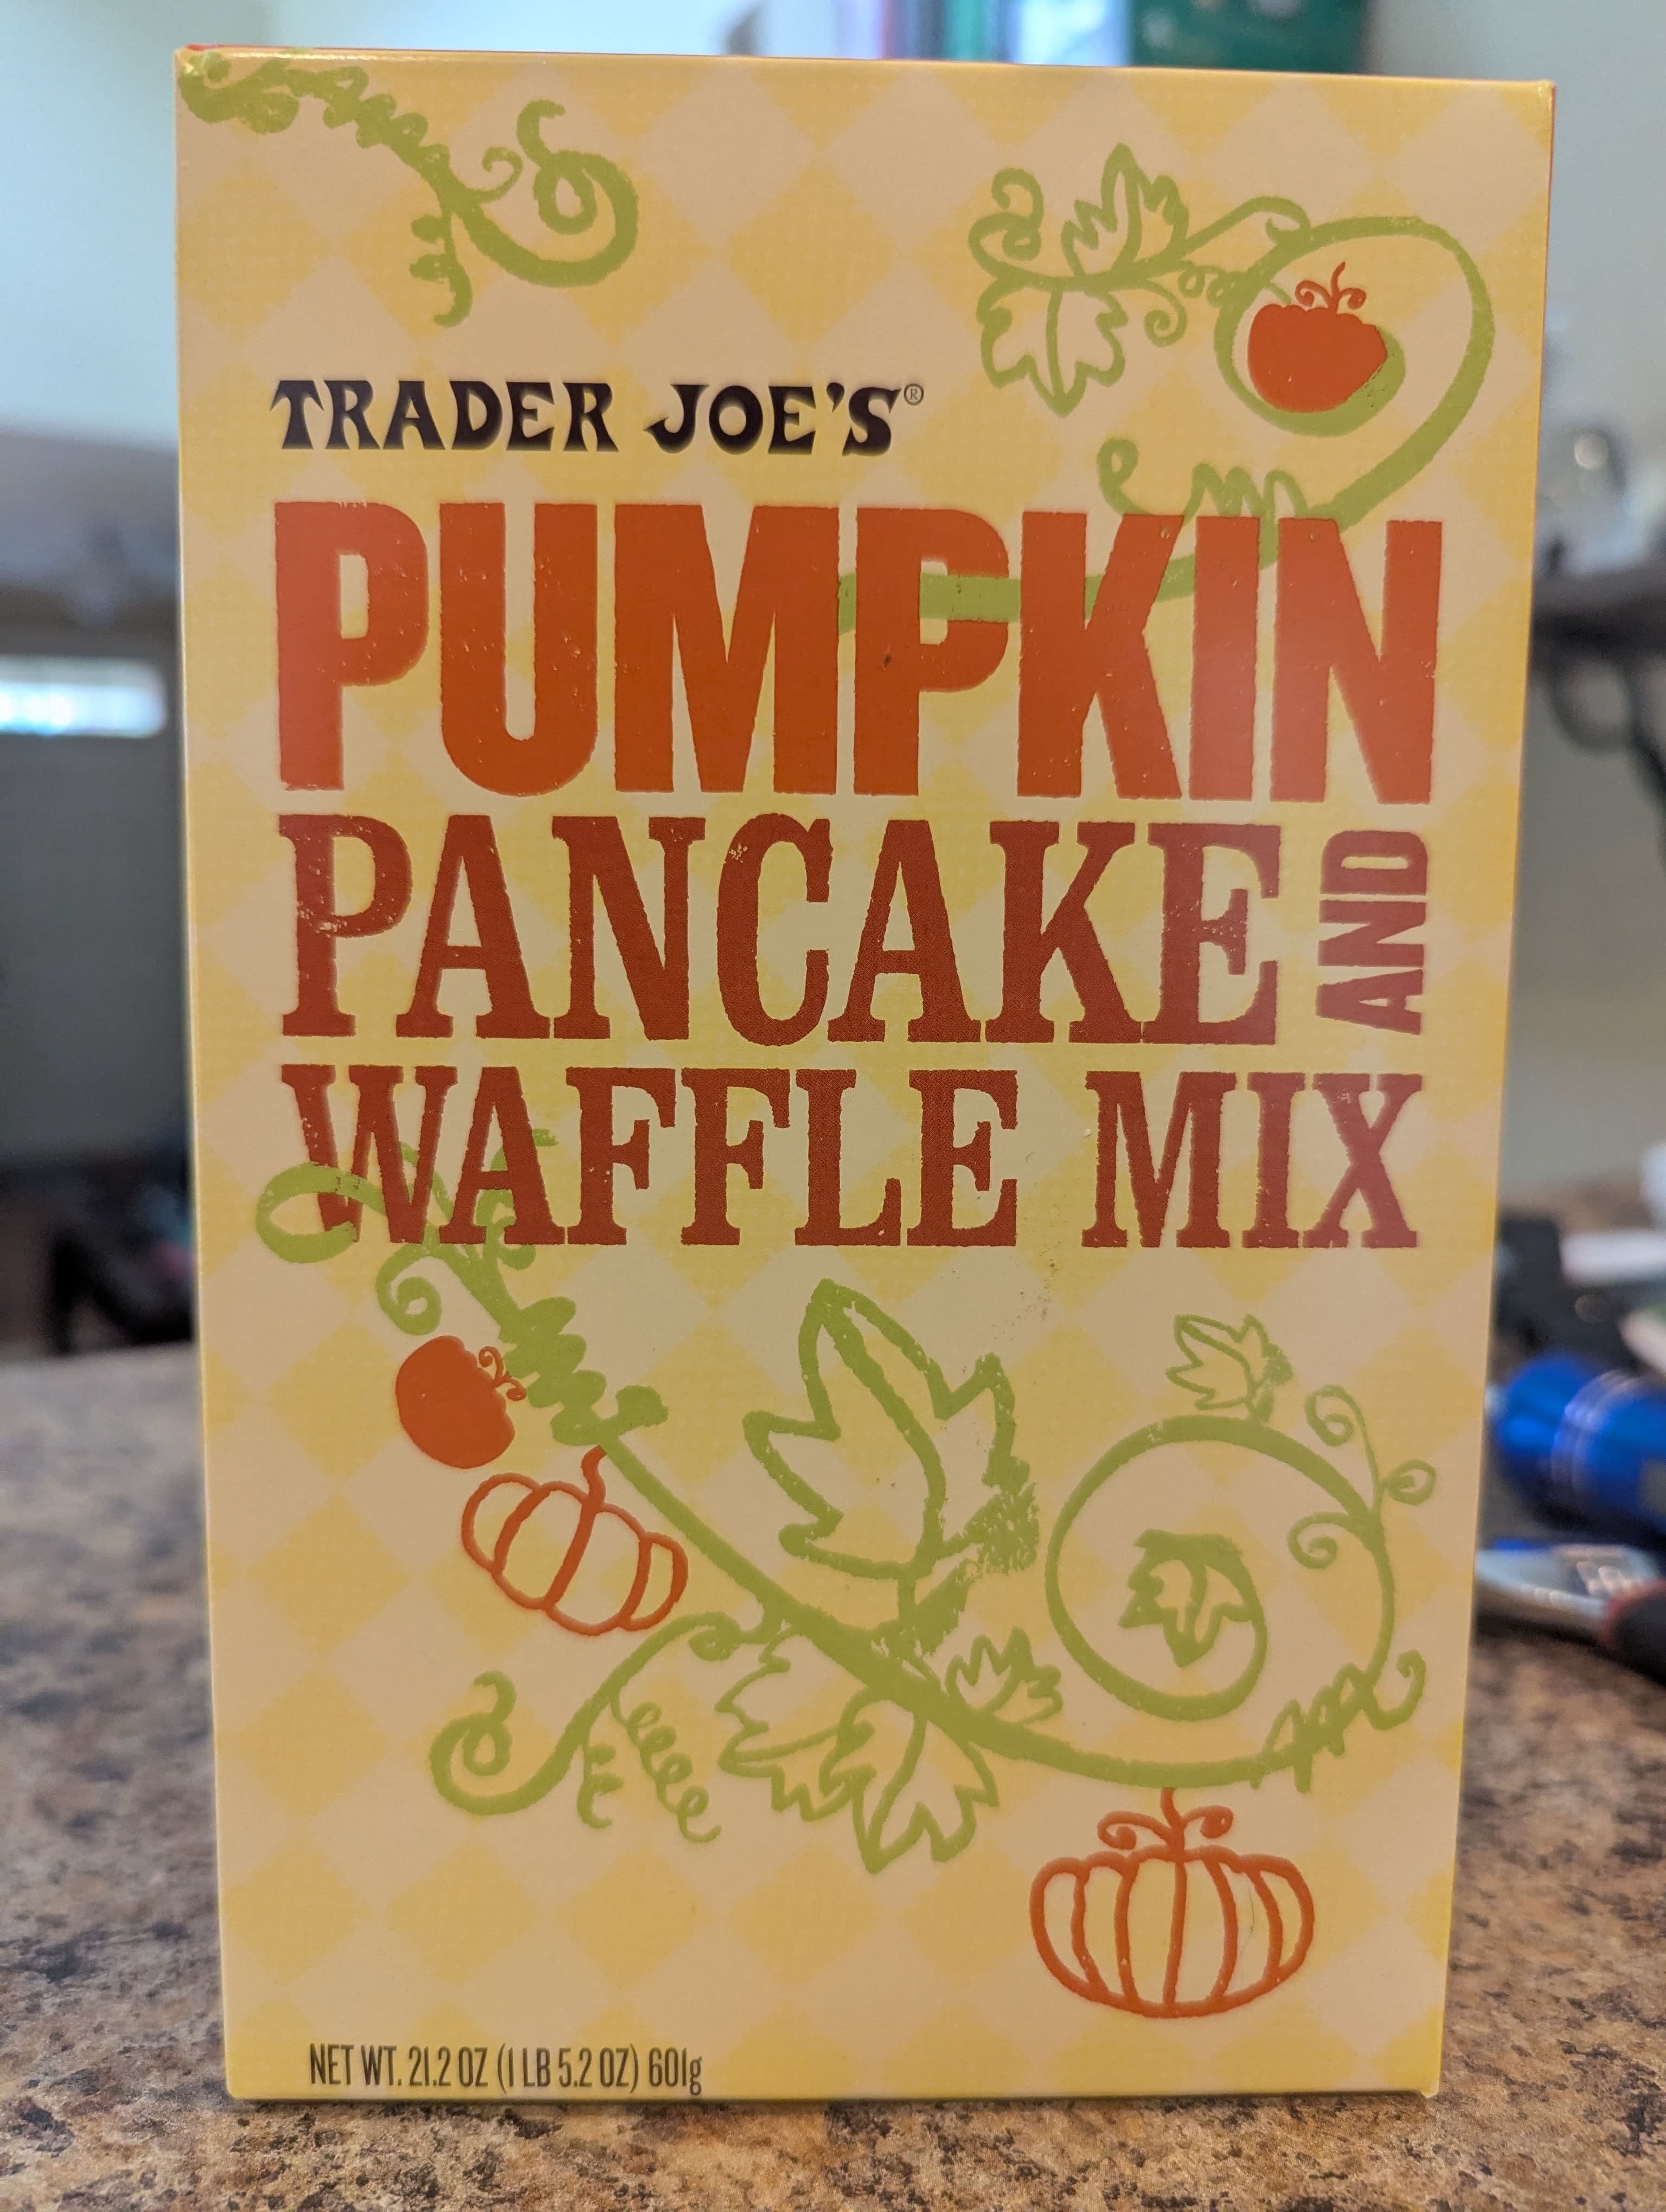 TRADER JOE'S®
PUMPKIN
PANCAKE AND
WAFFLE MIX
NET WT. 21.2 OZ (1 LB 5.2 OZ) 601g